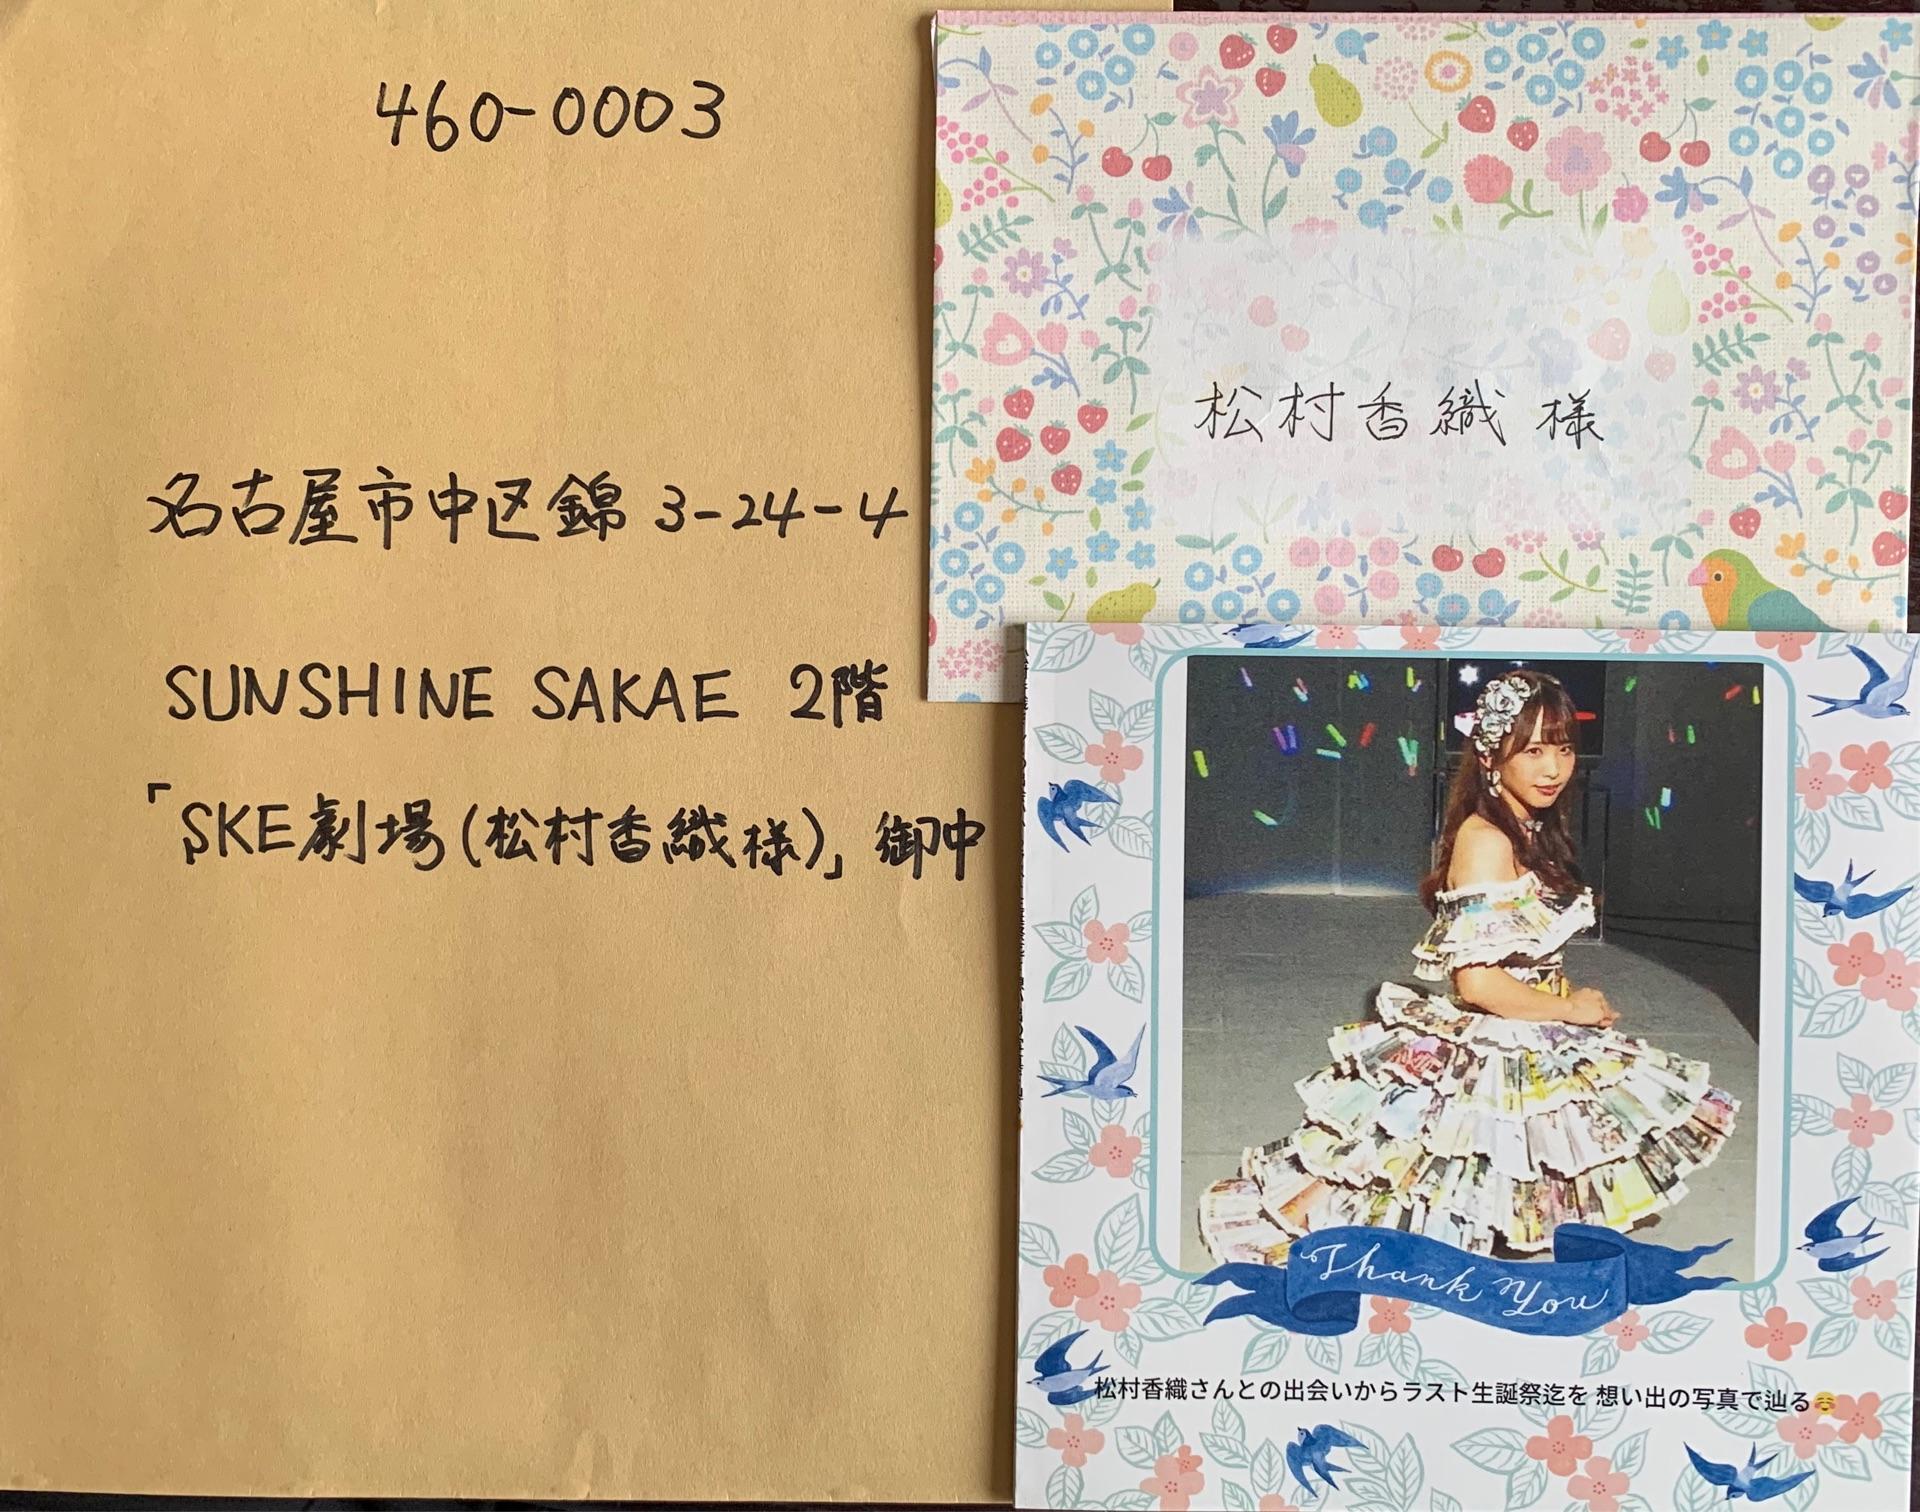 460-0003
名古屋市中区錦 3-24-4
SUNSHINE SAKAE 2階
「SKE劇場(松村香織様)」御中
松村香織 様
Thank You
松村香織さんとの出会いからラスト生誕祭迄を 想い出の写真で辿る☺️